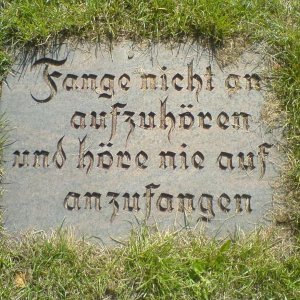 Fange nicht an
aufzuhören
und höre nie auf
anzufangen